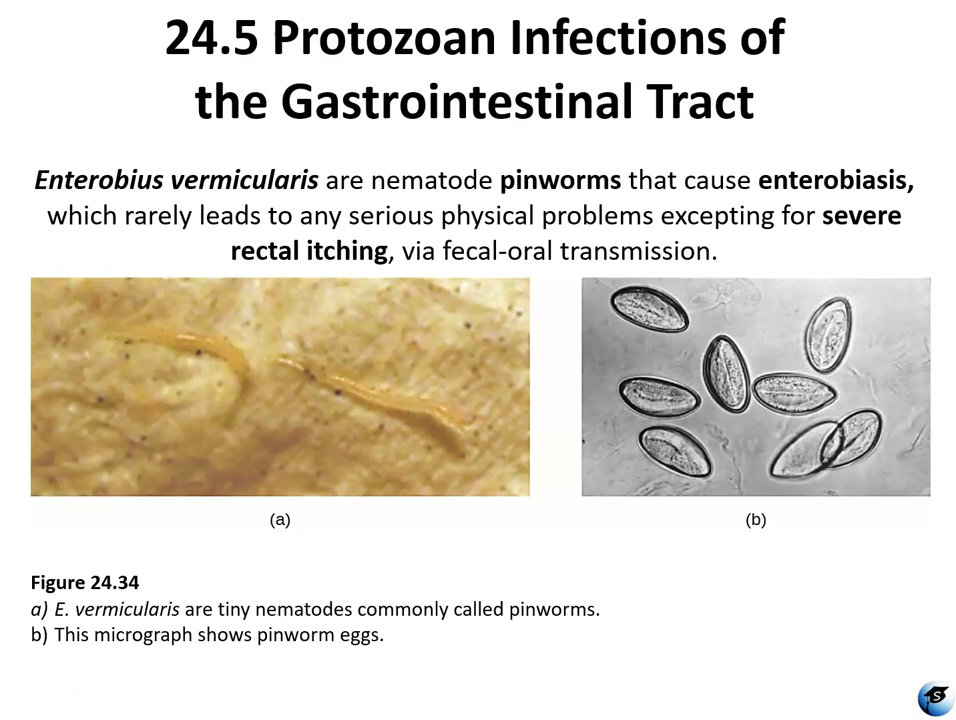 24.5 Protozoan Infections of
the Gastrointestinal Tract
Enterobius vermicularis are nematode pinworms that cause enterobiasis,
which rarely leads to any serious physical problems excepting for severe
rectal itching, via fecal-oral transmission.
(a)
(b)
Figure 24.34
a) E. vermicularis are tiny nematodes commonly called pinworms.
b) This micrograph shows pinworm eggs.
S